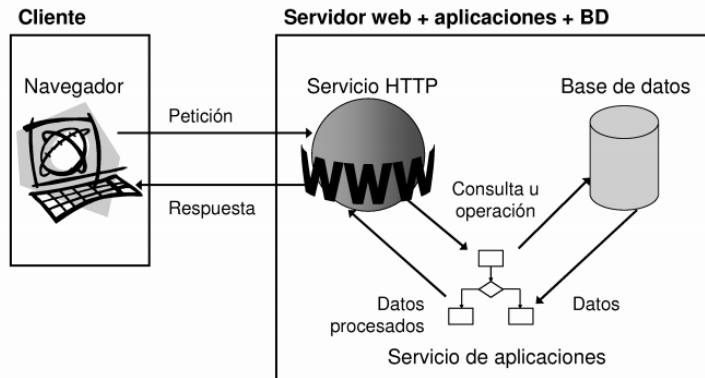 Cliente
Servidor web + aplicaciones + BD
Navegador
Servicio HTTP
Base de datos
Petición
WWW
Respuesta
Consulta u
operación
Datos
procesados
Datos
Servicio de aplicaciones